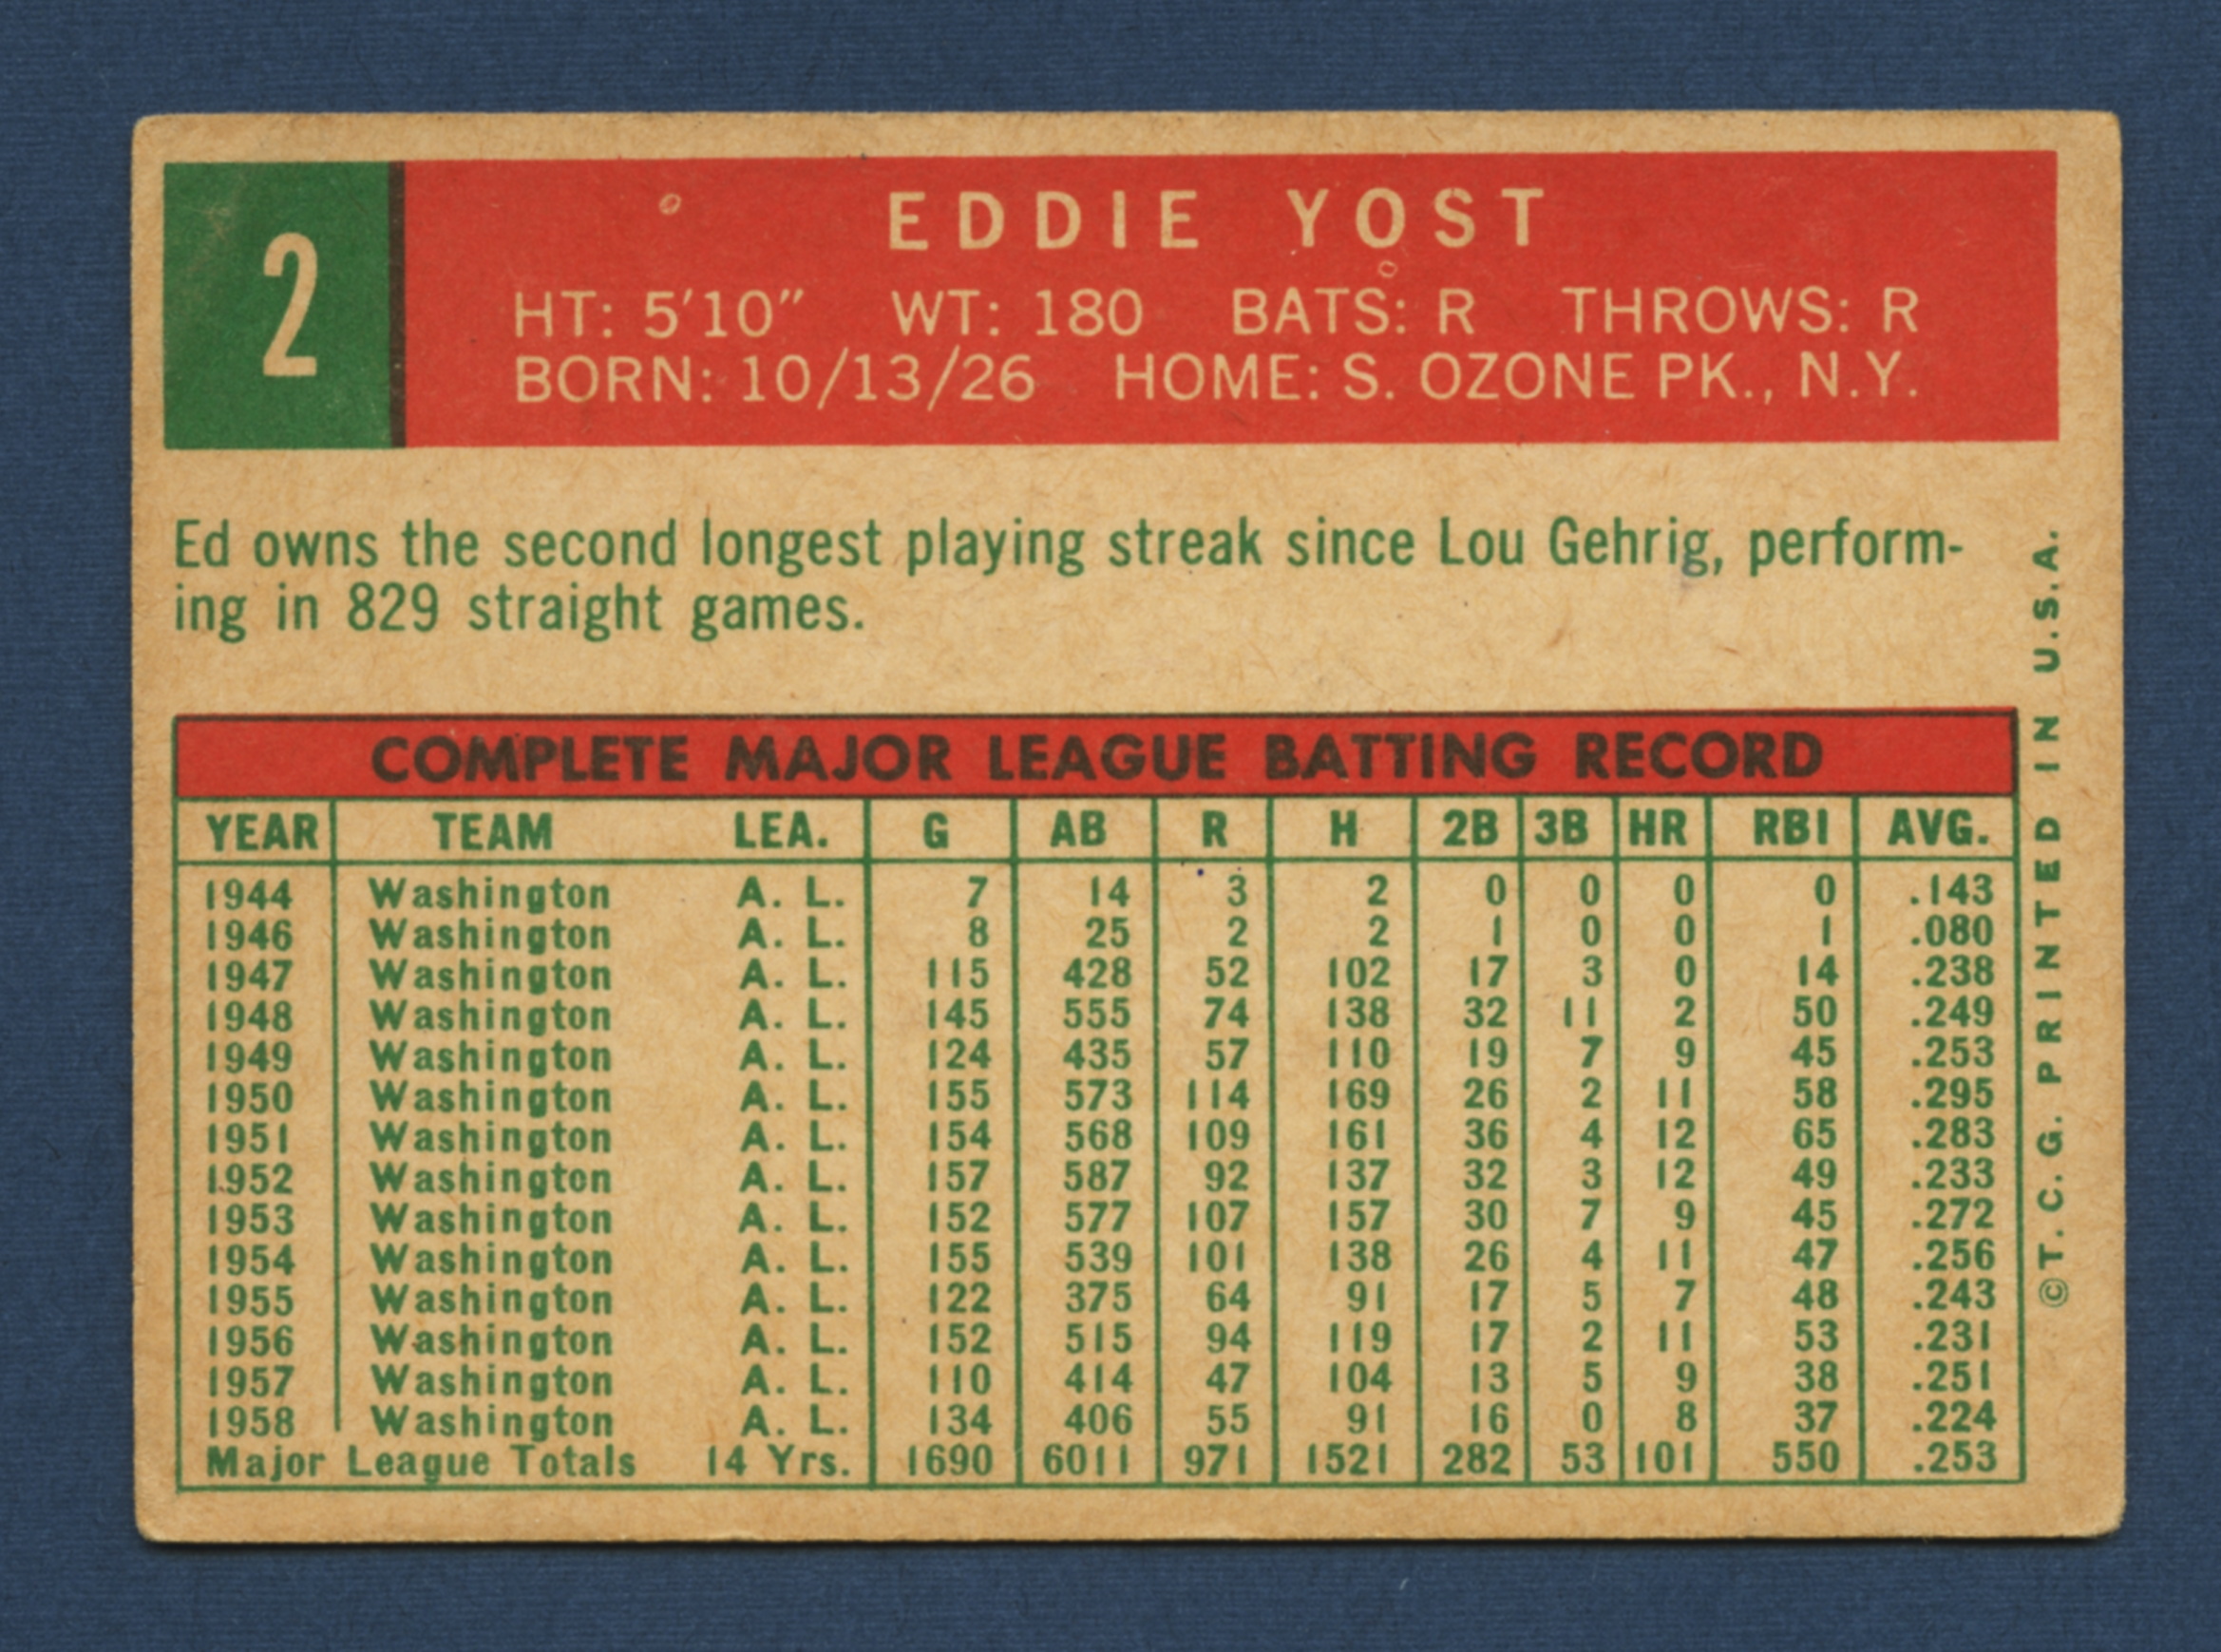 2
EDDIE YOST
HT: 5'10" WT: 180 BATS: R THROWS: R
BORN: 10/13/26 HOME: S. OZONE PK., N.Y.
Ed owns the second longest playing streak since Lou Gehrig, perform-
ing in 829 straight games.
COMPLETE MAJOR LEAGUE BATTING RECORD
YEAR TEAM LEA. G AB R H 2B 3B HR RBI AVG.
1944 Washington A. L. 7 14 3 2 0 0 0 0 .143
1946 Washington A. L. 8 25 2 2 1 0 0 1 .080
1947 Washington A. L. 115 428 52 102 17 3 0 14 .238
1948 Washington A. L. 145 555 74 138 32 11 2 50 .249
1949 Washington A. L. 124 435 57 110 19 7 9 45 .253
1950 Washington A. L. 155 573 114 169 26 2 11 58 .295
1951 Washington A. L. 154 568 109 161 36 4 12 65 .283
1952 Washington A. L. 157 587 92 137 32 3 12 49 .233
1953 Washington A. L. 152 577 107 157 30 7 9 45 .272
1954 Washington A. L. 155 539 101 138 26 4 11 47 .256
1955 Washington A. L. 122 375 64 91 17 5 7 48 .243
1956 Washington A. L. 152 515 94 119 17 2 11 53 .231
1957 Washington A. L. 110 414 47 104 13 5 9 38 .251
1958 Washington A. L. 134 406 55 91 16 0 8 37 .224
Major League Totals 14 Yrs. 1690 6011 971 1521 282 53 101 550 .253
©T. C. G. PRINTED IN U.S.A.